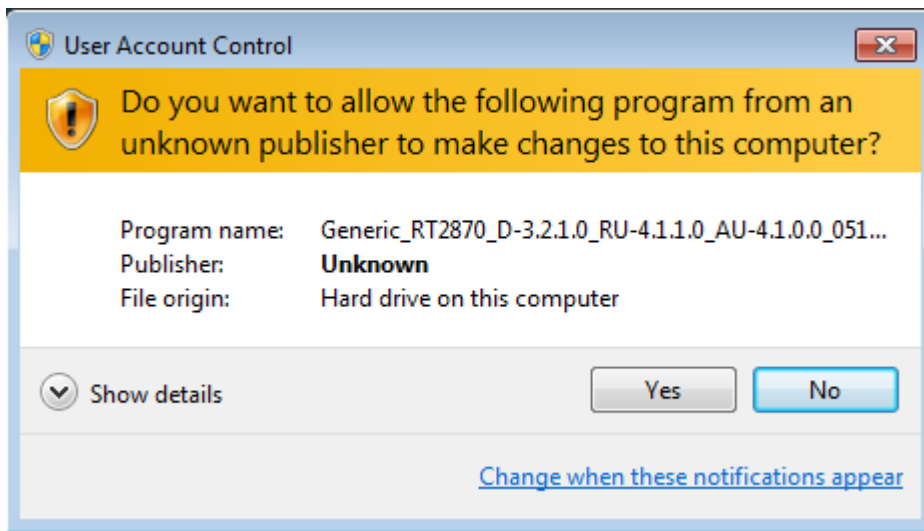 User Account Control
Do you want to allow the following program from an
unknown publisher to make changes to this computer?
Program name: Generic_RT2870_D-3.2.1.0_RU-4.1.1.0_AU-4.1.0.0_051...
Publisher: Unknown
File origin: Hard drive on this computer
Show details
Yes
No
Change when these notifications appear